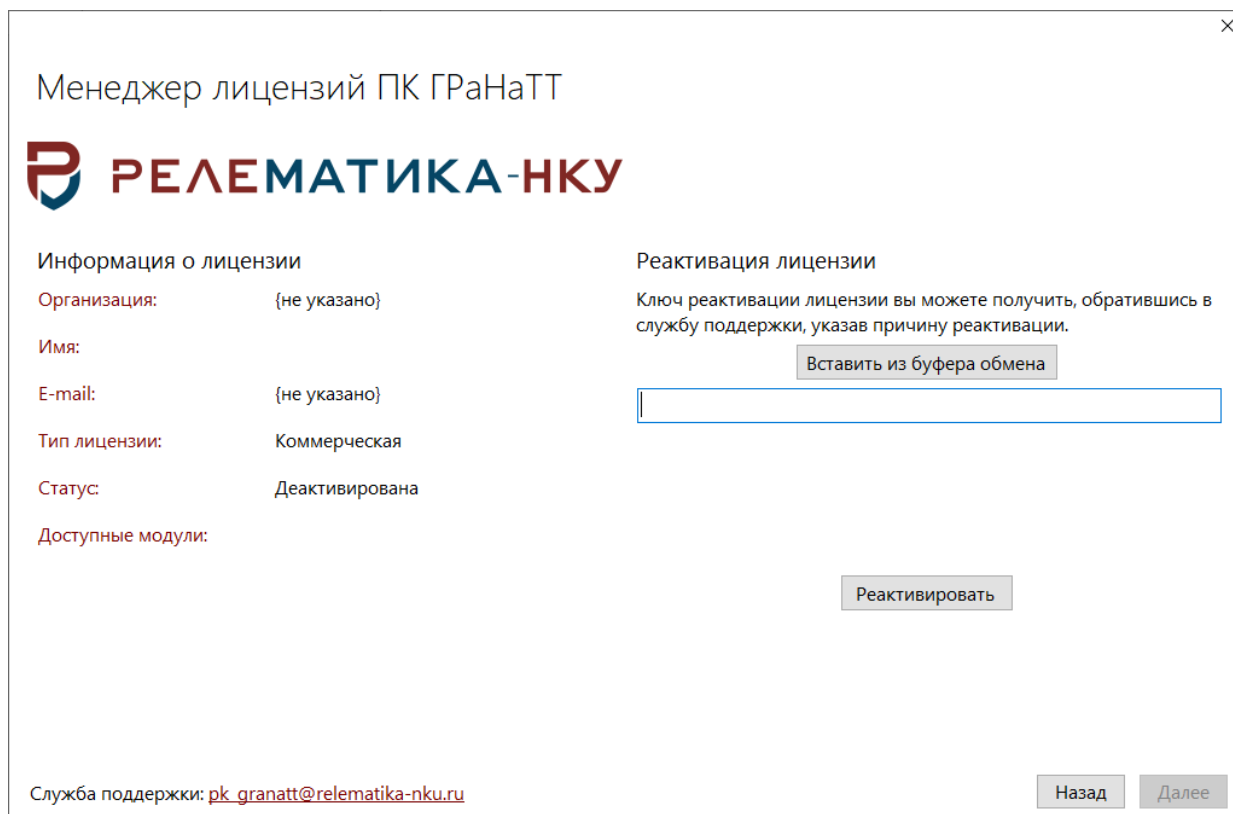 Менеджер лицензий ПК ГРаНаТТ
РЕЛЕМАТИКА-НКУ
Информация о лицензии
Организация: {не указано}
Имя:
E-mail: {не указано}
Тип лицензии: Коммерческая
Статус: Деактивирована
Доступные модули:
Реактивация лицензии
Ключ реактивации лицензии вы можете получить, обратившись в
службу поддержки, указав причину реактивации.
Вставить из буфера обмена
Реактивировать
Служба поддержки: pk_granatt@relematika-nku.ru
Назад
Далее